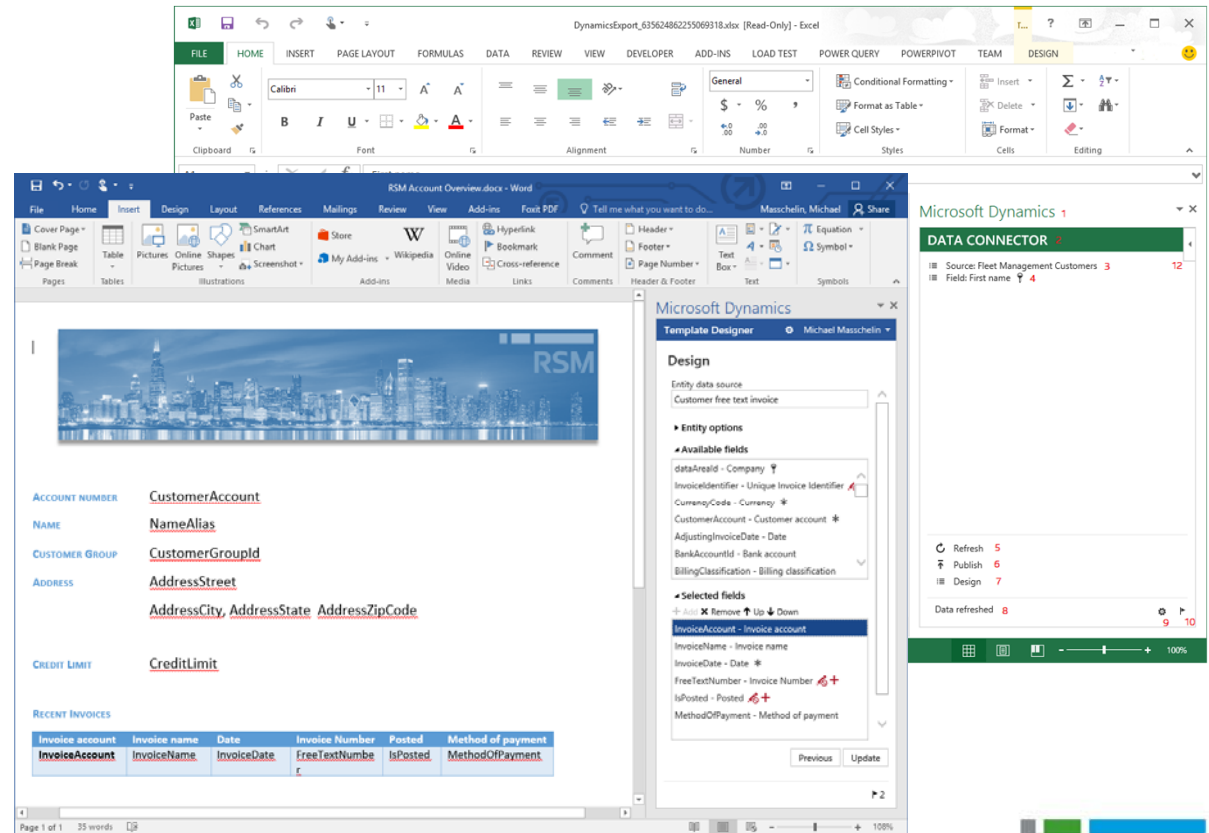 DynamicsExport_635624862255069318.xlsx [Read-Only] - Excel
r... ?
FILE HOME INSERT PAGE LAYOUT FORMULAS DATA REVIEW VIEW DEVELOPER ADD-INS LOAD TEST POWER QUERY POWERPIVOT TEAM DESIGN
Calibri 11 General Conditional Formatting Insert
Paste $ % Format as Table Delete
B I U A Cell Styles Format
Clipboard Font Alignment Number Styles Cells Editing
RSM Account Overview.docx - Word
File Home Insert Design Layout References Mailings Review View Add-ins Foxit PDF Tell me what you want to do... Masschelin, Michael Share
Cover Page SmartArt Store W Hyperlink Header Equation
Blank Page Chart Bookmark Footer Symbol
Page Break Table Pictures Online Pictures Shapes Screenshot My Add-ins Wikipedia Online Video Cross-reference Comment Page Number Text Box
Pages Tables Illustrations Add-ins Media Links Comments Header & Footer Text Symbols
RSM
ACCOUNT NUMBER CustomerAccount
NAME NameAlias
CUSTOMER GROUP CustomerGroupId
ADDRESS AddressStreet
AddressCity, AddressState AddressZipCode
CREDIT LIMIT CreditLimit
RECENT INVOICES
Invoice account Invoice name Date Invoice Number Posted Method of payment
InvoiceAccount InvoiceName InvoiceDate FreeTextNumbe IsPosted MethodOfPayment
r
Page 1 of 1 35 words 108%
Microsoft Dynamics
Template Designer Michael Masschelin
Design
Entity data source
Customer free text invoice
Entity options
Available fields
dataAreaId - Company
InvoiceIdentifier - Unique Invoice Identifier
CurrencyCode - Currency *
CustomerAccount - Customer account *
AdjustingInvoiceDate - Date
BankAccountId - Bank account
BillingClassification - Billing classification
Selected fields
Add Remove Up Down
InvoiceAccount - Invoice account
InvoiceName - Invoice name
InvoiceDate - Date *
FreeTextNumber - Invoice Number
IsPosted - Posted
MethodOfPayment - Method of payment
Previous Update
2
Microsoft Dynamics 1
DATA CONNECTOR 2
Source: Fleet Management Customers 3 12
Field: First name 4
Refresh 5
Publish 6
Design 7
Data refreshed 8
9 10
100%